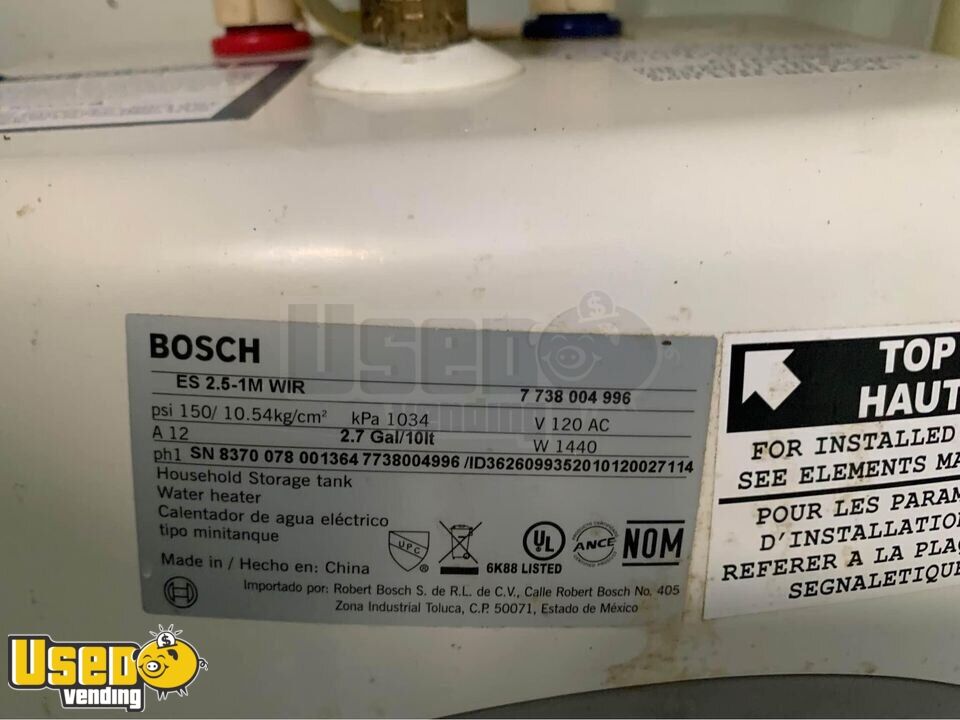 BOSCH
ES 2.5-1M WIR 7 738 004 996
psi 150/ 10.54kg/cm² kPa 1034 V 120 AC
A 12 2.7 Gal/10lt W 1440
ph1 SN 8370 078 001364 7738004996 /ID3626099352010120027114
Household Storage tank
Water heater
Calentador de agua eléctrico
tipo minitanque
Made in / Hecho en: China
UPC
6K88 LISTED
UL
ANCE
NOM
Importado por: Robert Bosch S. de R.L. de C.V., Calle Robert Bosch No. 405
Zona Industrial Toluca, C.P. 50071, Estado de México
TOP
HAUT
FOR INSTALLED
SEE ELEMENTS MA
POUR LES PARAM
D'INSTALLATIO
REFERER A LA PLAQ
SEGNALETIQUE
Used
vending
Used
vending